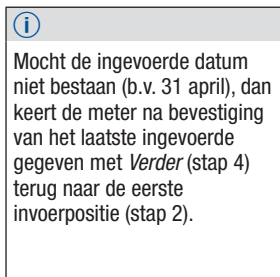 i
Mocht de ingevoerde datum
niet bestaan (b.v. 31 april), dan
keert de meter na bevestiging
van het laatste ingevoerde
gegeven met Verder (stap 4)
terug naar de eerste
invoerpositie (stap 2).